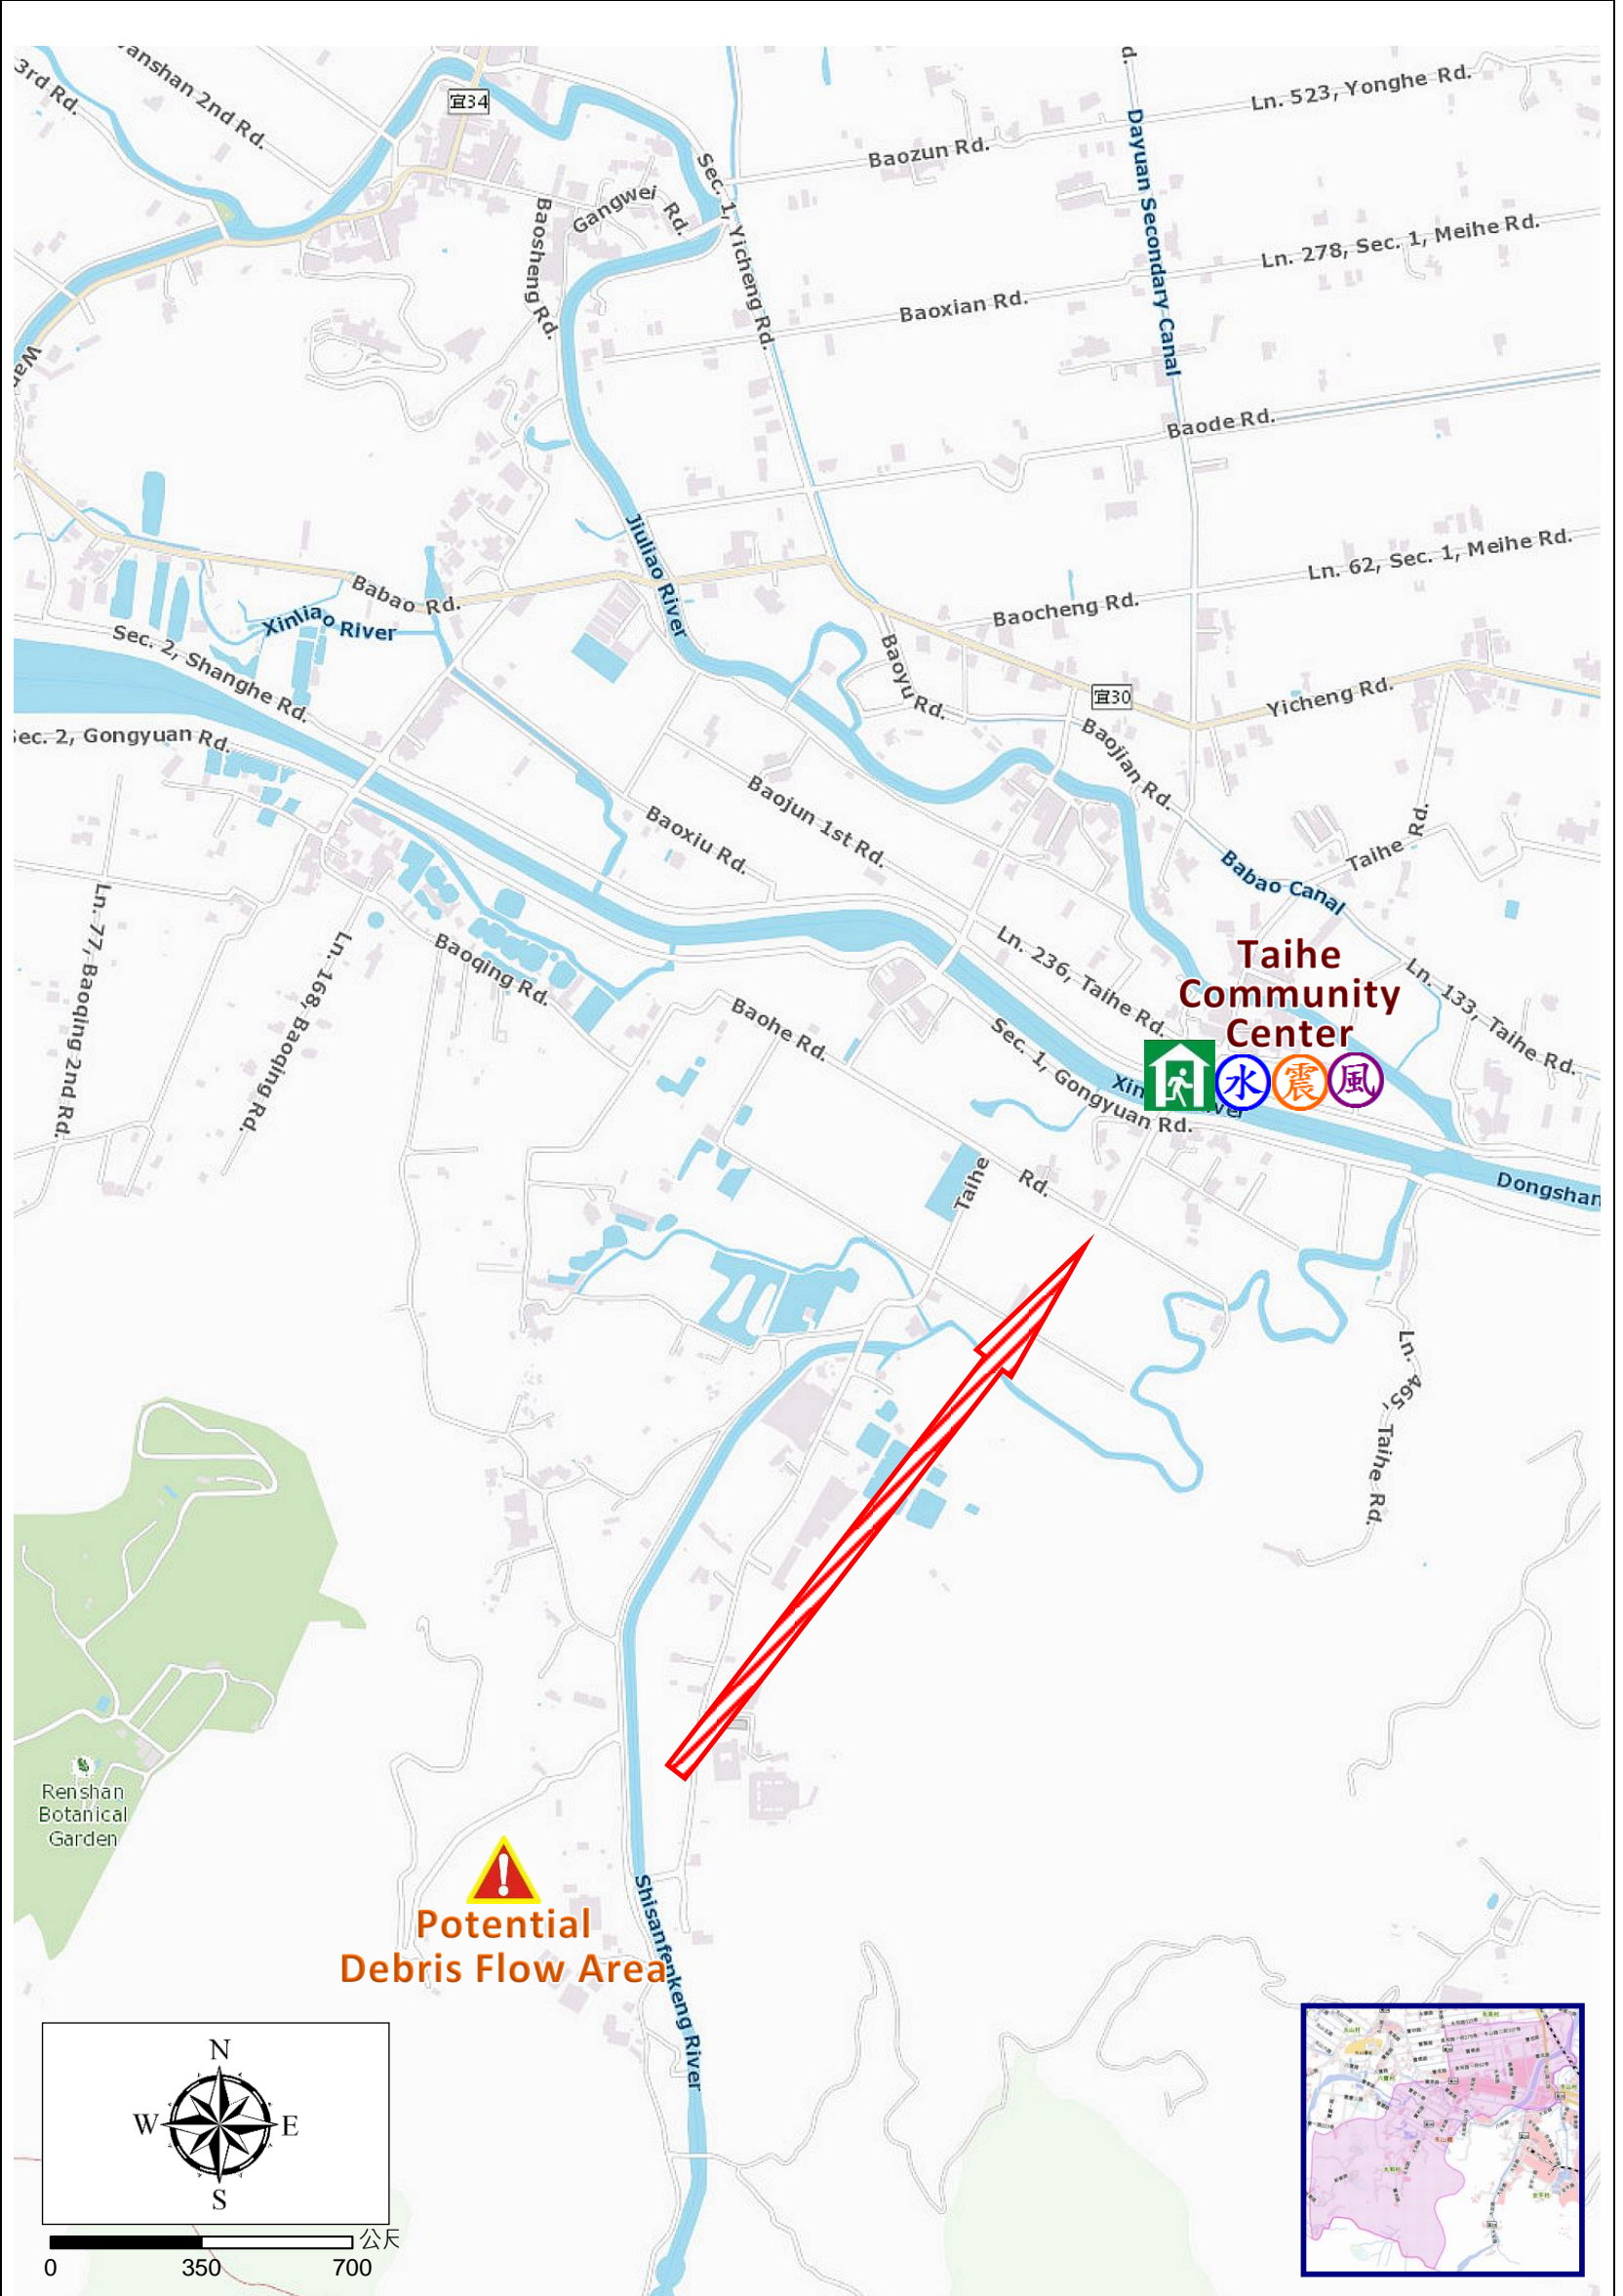 3rd Rd.
anshan 2nd Rd.
宜34
d.
Ln. 523, Yonghe Rd.
Baozun Rd.
Dayuan Secondary Canal
Sec. 1, Yicheng Rd.
Gangwei Rd.
Baosheng Rd.
Ln. 278, Sec. 1, Meihe Rd.
Baoxian Rd.
Wan
Baode Rd.
Jiuliao River
Ln. 62, Sec. 1, Meihe Rd.
Babao Rd.
Baocheng Rd.
Xinliao River
Sec. 2, Shanghe Rd.
Baoyu Rd.
宜30
Yicheng Rd.
Sec. 2, Gongyuan Rd.
Baojian Rd.
Baojun 1st Rd.
Baoxiu Rd.
Taihe Rd.
Babao Canal
Ln. 77, Baoqing 2nd Rd.
Ln. 168, Baoqing Rd.
Baoqing Rd.
Ln. 236, Taihe Rd.
Taihe
Community
Center
Ln. 133, Taihe Rd.
Baohe Rd.
Sec. 1, Gongyuan Rd.
Xin
ver
水
震
風
Taihe
Rd.
Dongshan
Ln. 465, Taihe Rd.
Renshan
Botanical
Garden
Potential
Debris Flow Area
Shisanfenkeng River
N
W
E
S
公尺
0
350
700